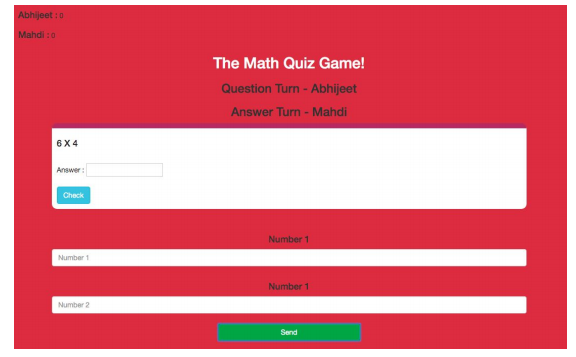 Abhijeet : 0
Mahdi : 0
The Math Quiz Game!
Question Turn - Abhijeet
Answer Turn - Mahdi
6 X 4
Answer :
Check
Number 1
Number 1
Number 1
Number 2
Send